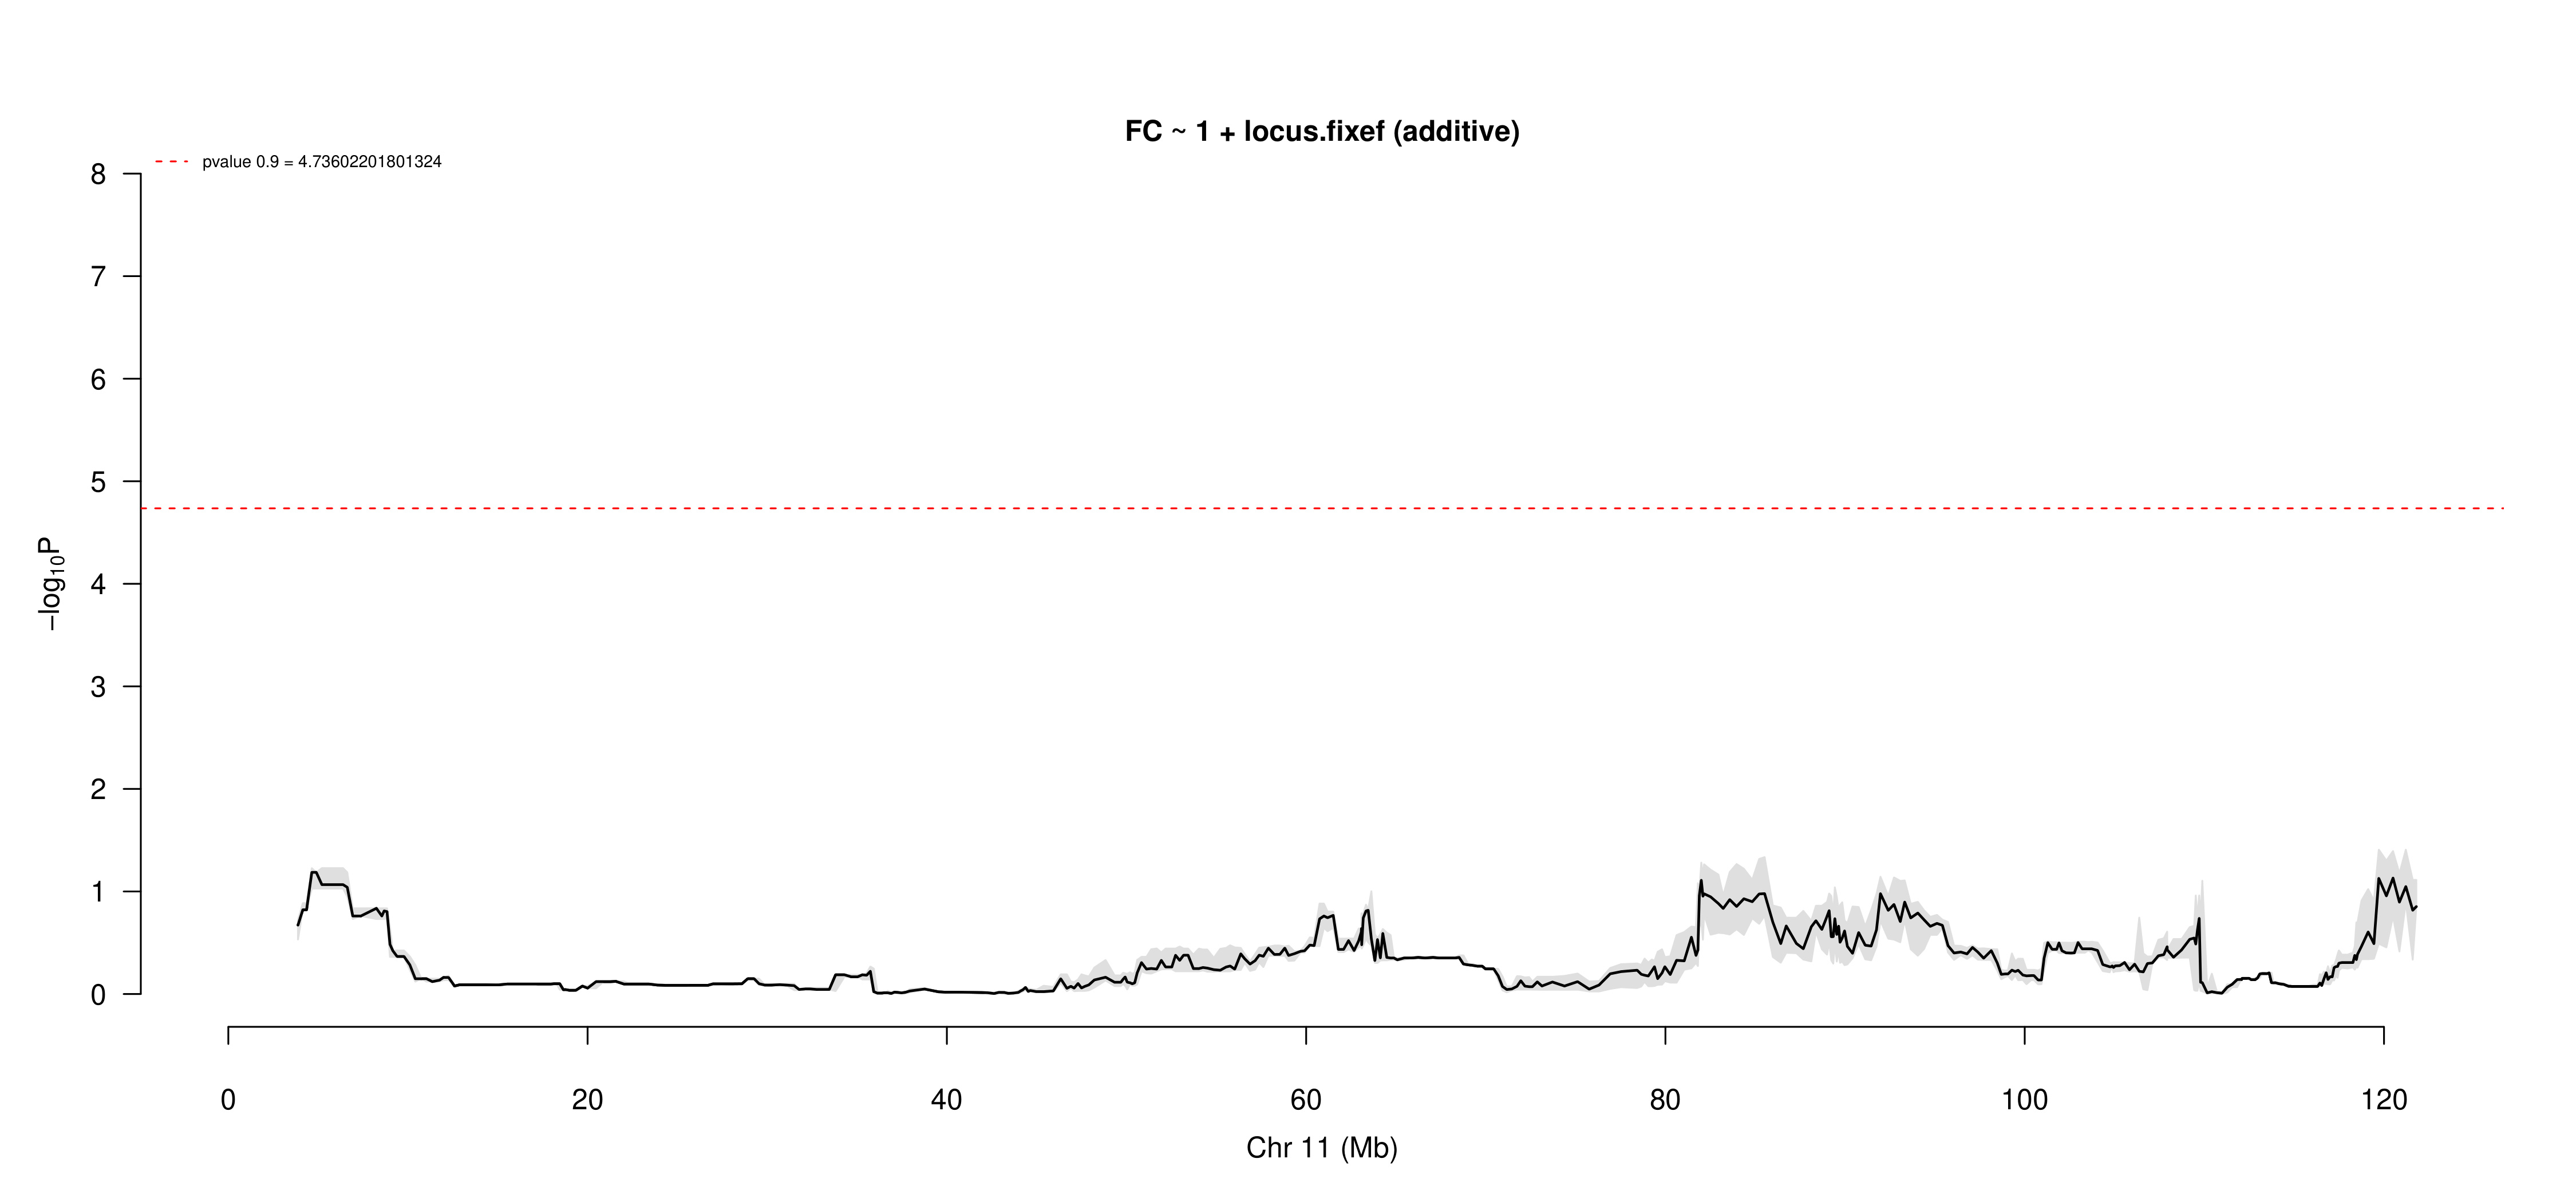 FC ~ 1 + locus.fixef (additive)
pvalue 0.9 = 4.73602201801324
8
7
6
5
4
3
2
1
0
−log10P
0 20 40 60 80 100 120
Chr 11 (Mb)